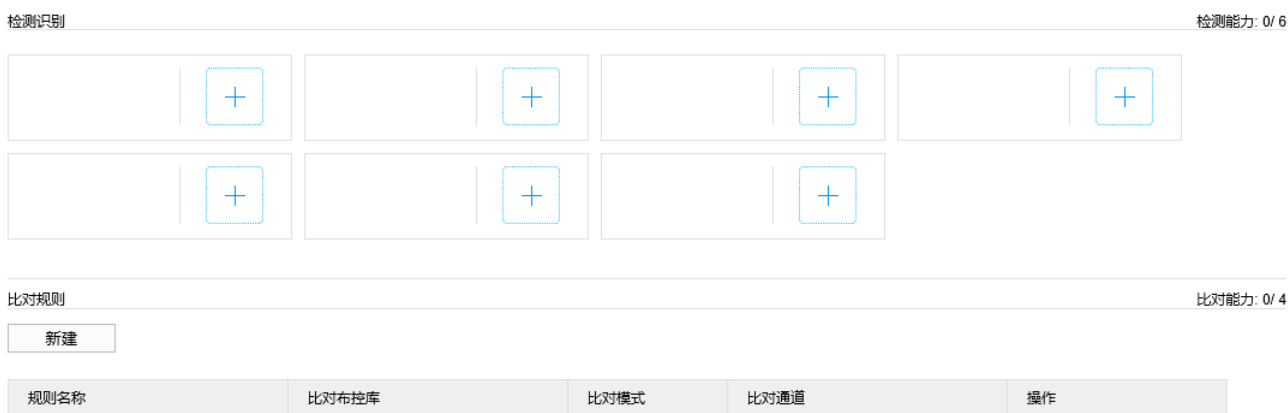 检测识别 检测能力: 0/ 6
比对规则 比对能力: 0/ 4
新建
规则名称 比对布控库 比对模式 比对通道 操作